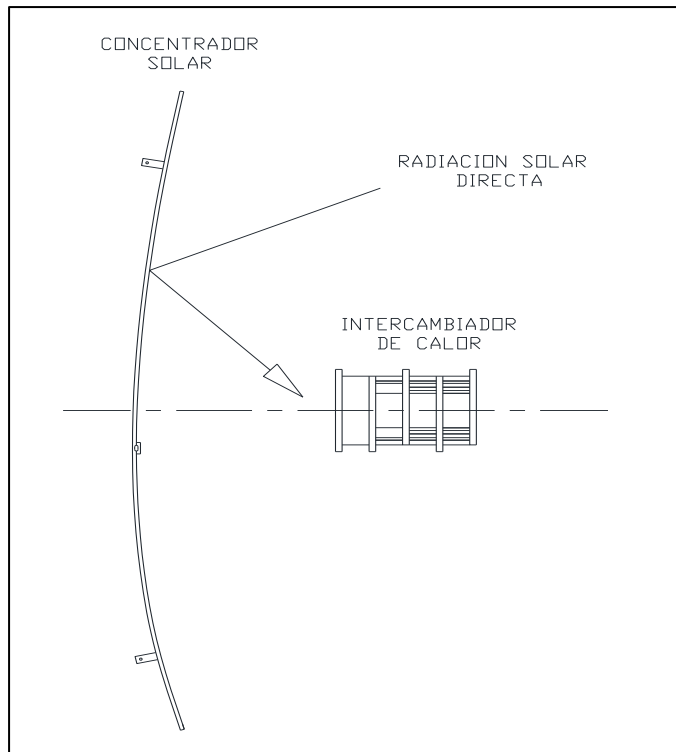 CONCENTRADOR
SOLAR
RADIACION SOLAR
DIRECTA
INTERCAMBIADOR
DE CALOR